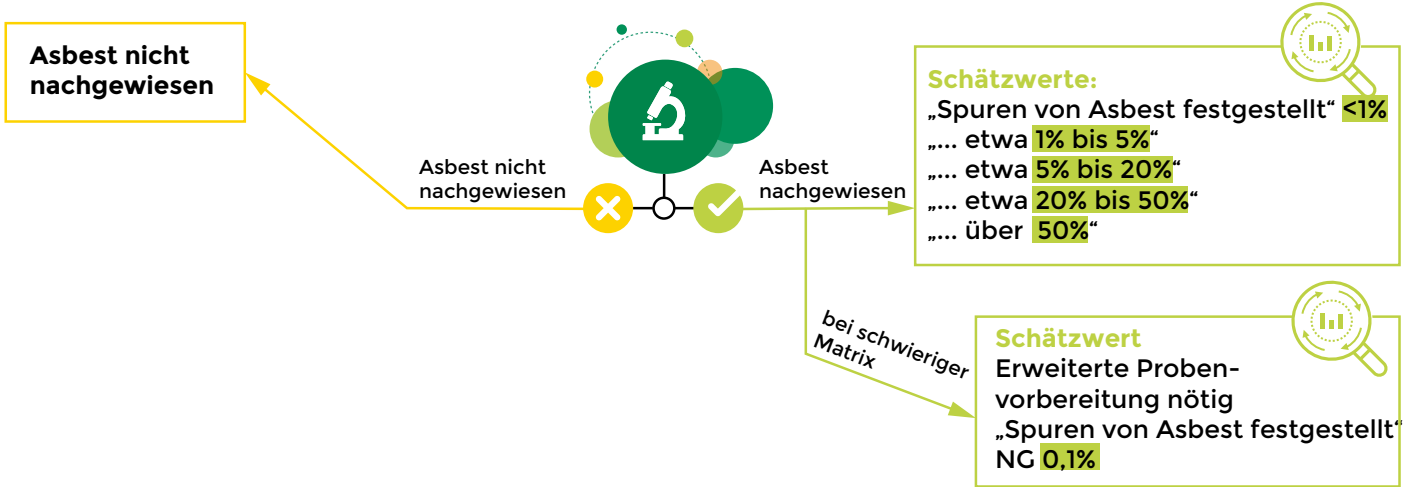 Asbest nicht
nachgewiesen
Asbest nicht
nachgewiesen
Asbest
nachgewiesen
Schätzwerte:
„Spuren von Asbest festgestellt“ <1%
„... etwa 1% bis 5%“
„... etwa 5% bis 20%“
„... etwa 20% bis 50%“
„... über 50%“
bei schwieriger
Matrix
Schätzwert
Erweiterte Proben-
vorbereitung nötig
„Spuren von Asbest festgestellt“
NG 0,1%